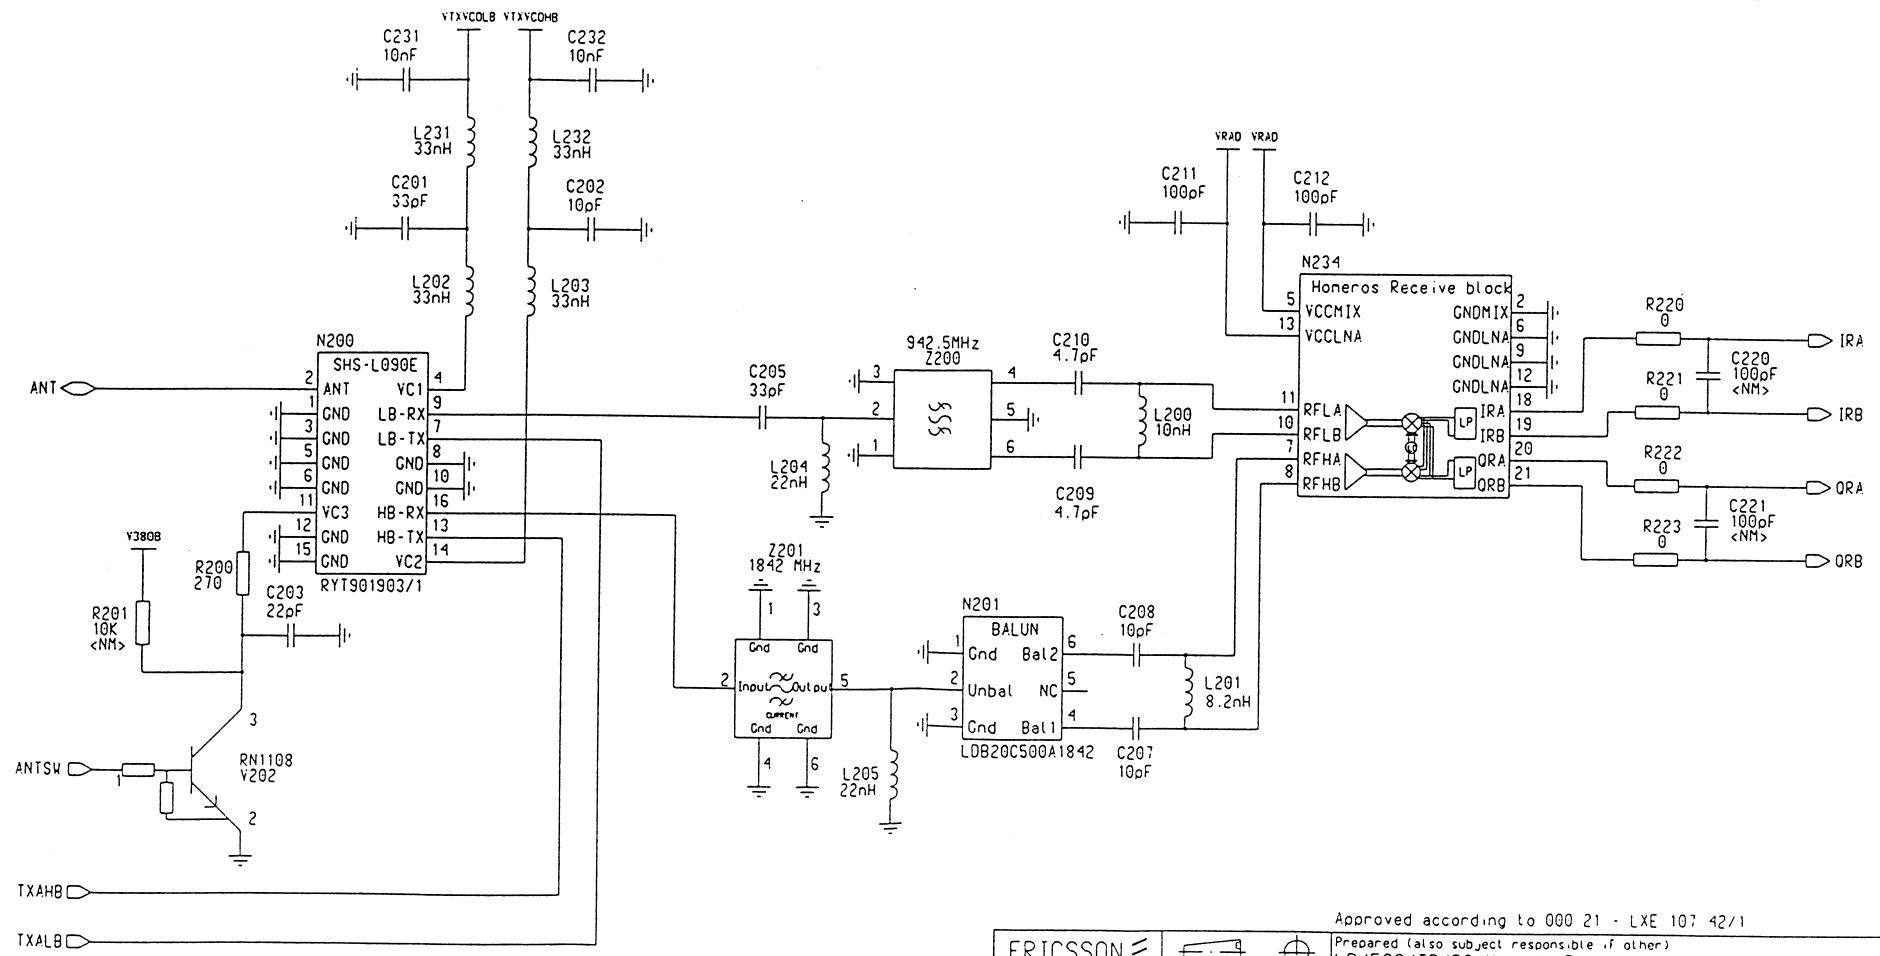 VTXVCOLB VTXVCOHB
C231
10nF
C232
10nF
L231
33nH
L232
33nH
C201
33pF
C202
10pF
L202
33nH
L203
33nH
VRAD VRAD
C211
100pF
C212
100pF
N200
SHS-L090E
ANT
2 ANT VC1 4
1 GND LB-RX 9
3 GND LB-TX 7
5 GND GND 8
6 GND GND 10
11 VC3 HB-RX 16
12 GND HB-TX 13
15 GND VC2 14
RYT901903/1
V380B
R200
270
R201
10K
<NM>
C203
22pF
3
RN1108
V202
ANTSW
1
2
TXAHB
TXALB
C205
33pF
L204
22nH
942.5MHz
Z200
3
2
1
4
5
6
C210
4.7pF
L200
10nH
C209
4.7pF
Z201
1842 MHz
1 3
Gnd Gnd
2 Input Output 5
CURRENT
Gnd Gnd
4 6
L205
22nH
N201
BALUN
1 Gnd Bal2 6
2 Unbal NC 5
3 Gnd Bal1 4
LDB20C500A1842
C208
10pF
L201
8.2nH
C207
10pF
N234
Homeros Receive block
5 VCCMIX GNDMIX 2
13 VCCLNA GNDLNA 6
GNDLNA 9
GNDLNA 12
11 RFLA IRA 18
10 RFLB IRB 19
7 RFHA QRA 20
8 RFHB QRB 21
LP
LP
R220
0
IRA
C220
100pF
<NM>
R221
0
IRB
R222
0
QRA
C221
100pF
<NM>
R223
0
QRB
Approved according to 000 21 - LXE 107 42/1
ERICSSON
Prepared (also subject responsible if other)